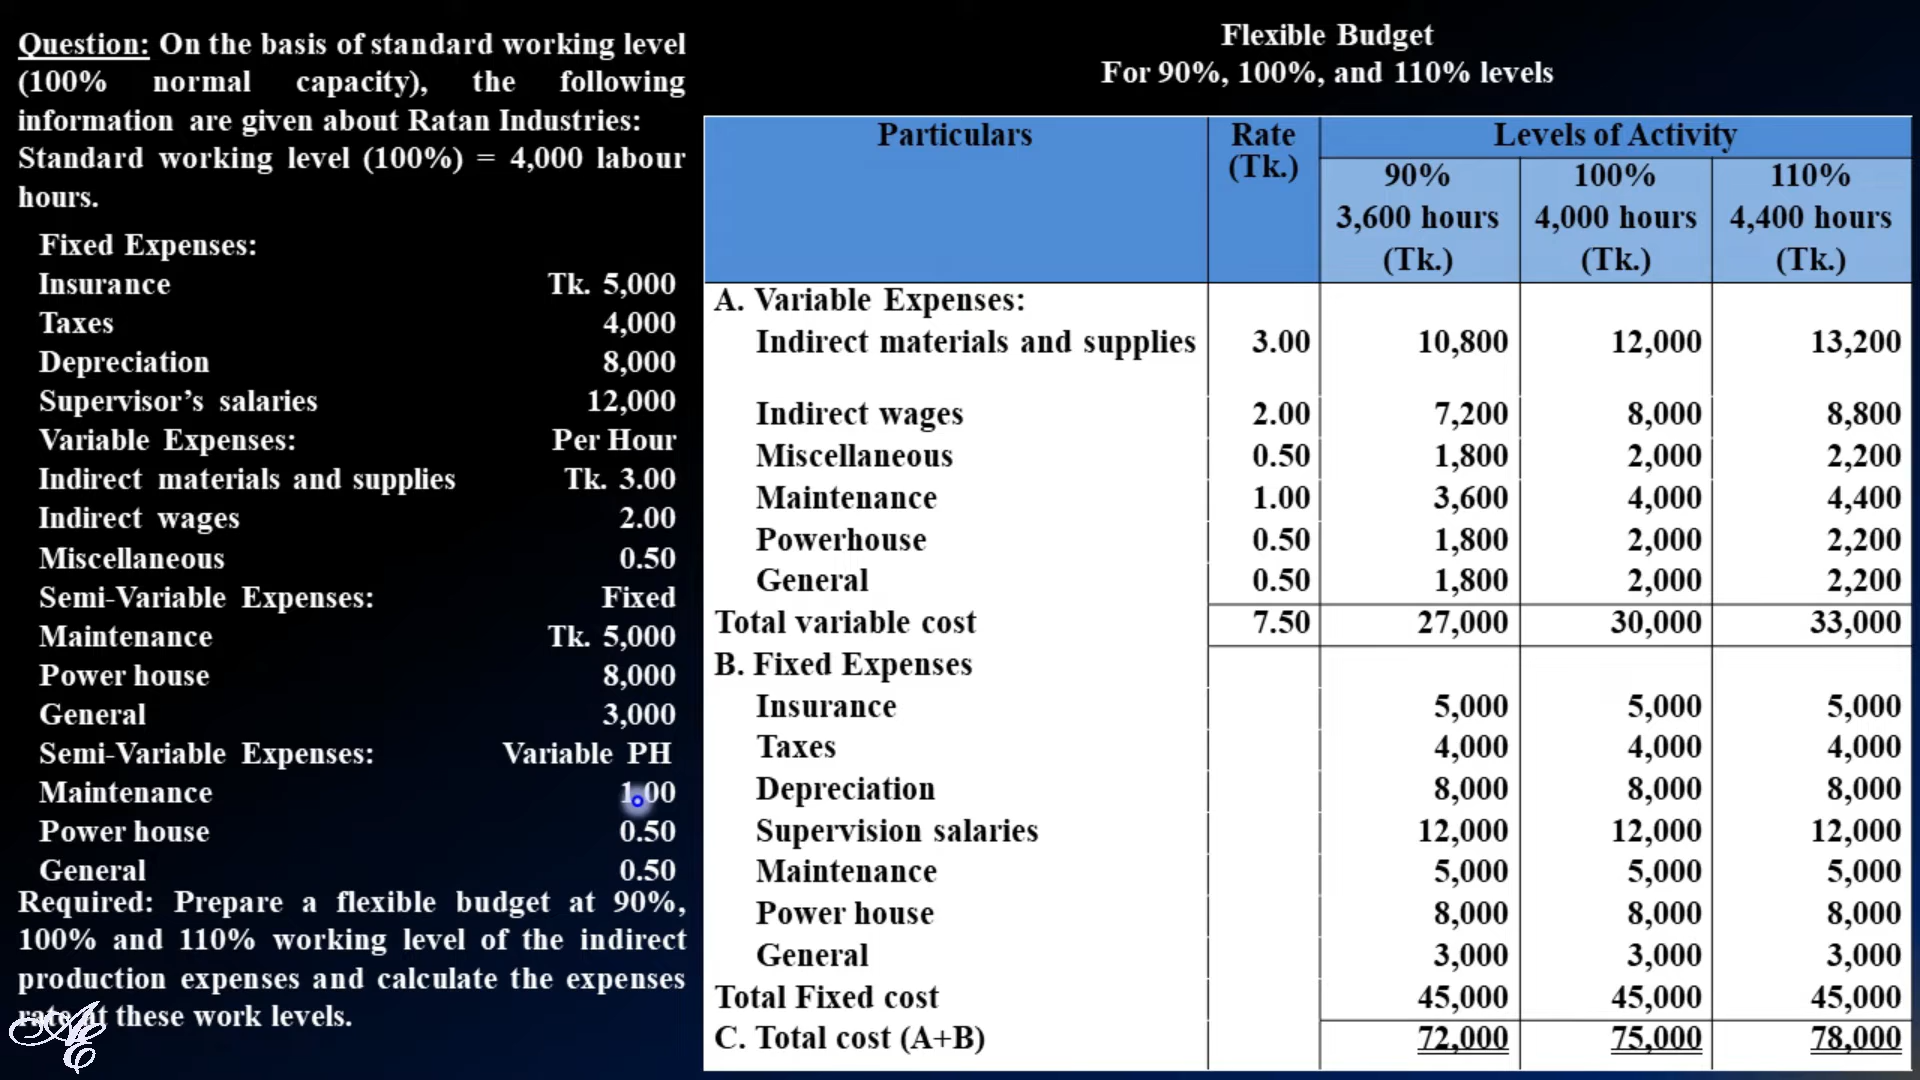 Question: On the basis of standard working level
(100% normal capacity), the following
information are given about Ratan Industries:
Standard working level (100%) = 4,000 labour
hours.
Fixed Expenses:
Insurance Tk. 5,000
Taxes 4,000
Depreciation 8,000
Supervisor’s salaries 12,000
Variable Expenses: Per Hour
Indirect materials and supplies Tk. 3.00
Indirect wages 2.00
Miscellaneous 0.50
Semi-Variable Expenses: Fixed
Maintenance Tk. 5,000
Power house 8,000
General 3,000
Semi-Variable Expenses: Variable PH
Maintenance 1.00
Power house 0.50
General 0.50
Required: Prepare a flexible budget at 90%,
100% and 110% working level of the indirect
production expenses and calculate the expenses
rate at these work levels.
AE
Flexible Budget
For 90%, 100%, and 110% levels
Particulars Rate (Tk.) Levels of Activity
90% 100% 110%
3,600 hours 4,000 hours 4,400 hours
(Tk.) (Tk.) (Tk.)
A. Variable Expenses:
Indirect materials and supplies 3.00 10,800 12,000 13,200
Indirect wages 2.00 7,200 8,000 8,800
Miscellaneous 0.50 1,800 2,000 2,200
Maintenance 1.00 3,600 4,000 4,400
Powerhouse 0.50 1,800 2,000 2,200
General 0.50 1,800 2,000 2,200
Total variable cost 7.50 27,000 30,000 33,000
B. Fixed Expenses
Insurance 5,000 5,000 5,000
Taxes 4,000 4,000 4,000
Depreciation 8,000 8,000 8,000
Supervision salaries 12,000 12,000 12,000
Maintenance 5,000 5,000 5,000
Power house 8,000 8,000 8,000
General 3,000 3,000 3,000
Total Fixed cost 45,000 45,000 45,000
C. Total cost (A+B) 72,000 75,000 78,000